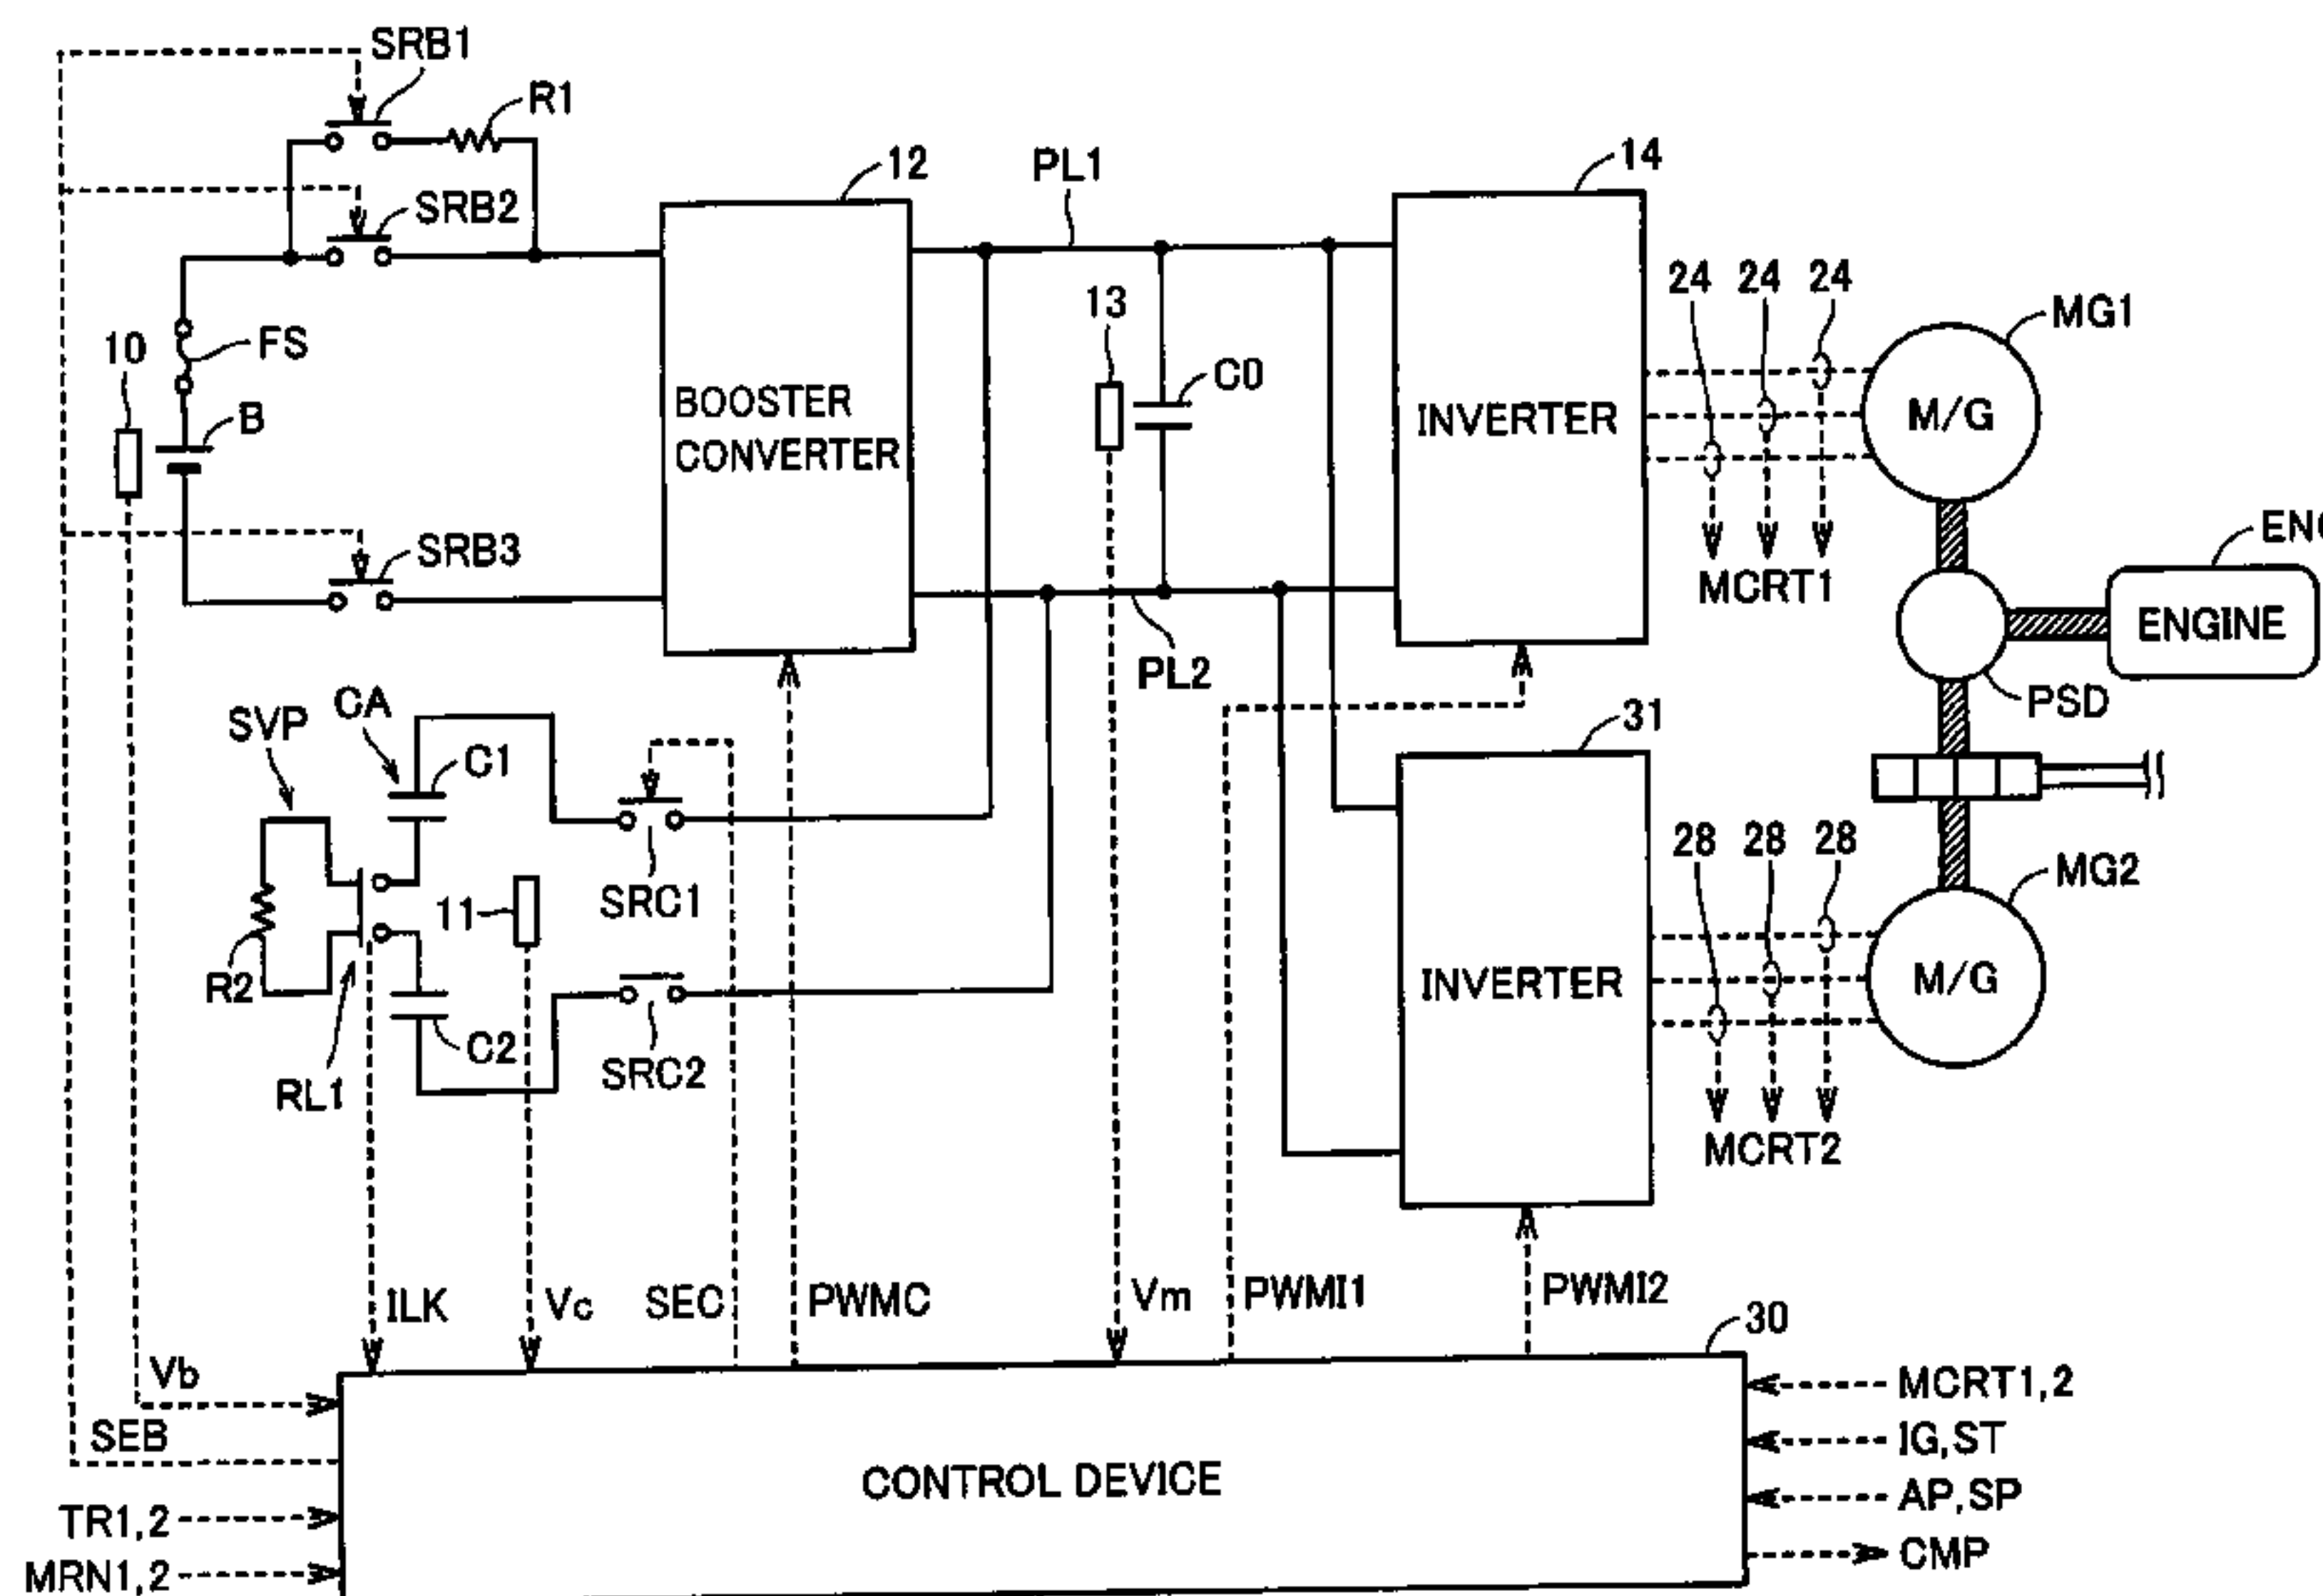 SRB1
R1
SRB2
12
PL1
14
24 24 24
MG1
10
FS
B
13
C0
BOOSTER
CONVERTER
INVERTER
M/G
SRB3
MCRT1
ENGINE
PL2
PSD
SVP
CA
C1
31
28 28 28
MG2
11
SRC1
R2
C2
SRC2
RL1
INVERTER
M/G
MCRT2
ILK
Vc
SEC
PWMC
Vm
PWMI1
PWMI2
30
Vb
SEB
TR1,2
MRN1,2
CONTROL DEVICE
MCRT1,2
IG,ST
AP,SP
CMP